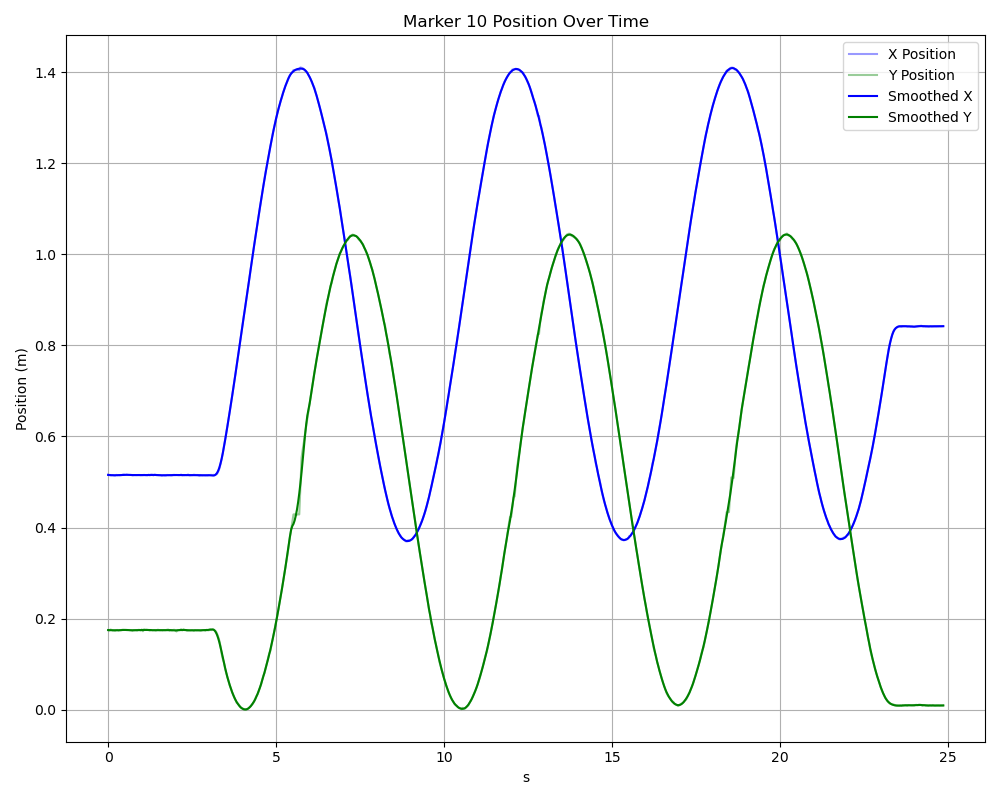 Marker 10 Position Over Time
X Position
Y Position
Smoothed X
Smoothed Y
Position (m)
1.4
1.2
1.0
0.8
0.6
0.4
0.2
0.0
0 5 10 15 20 25
s